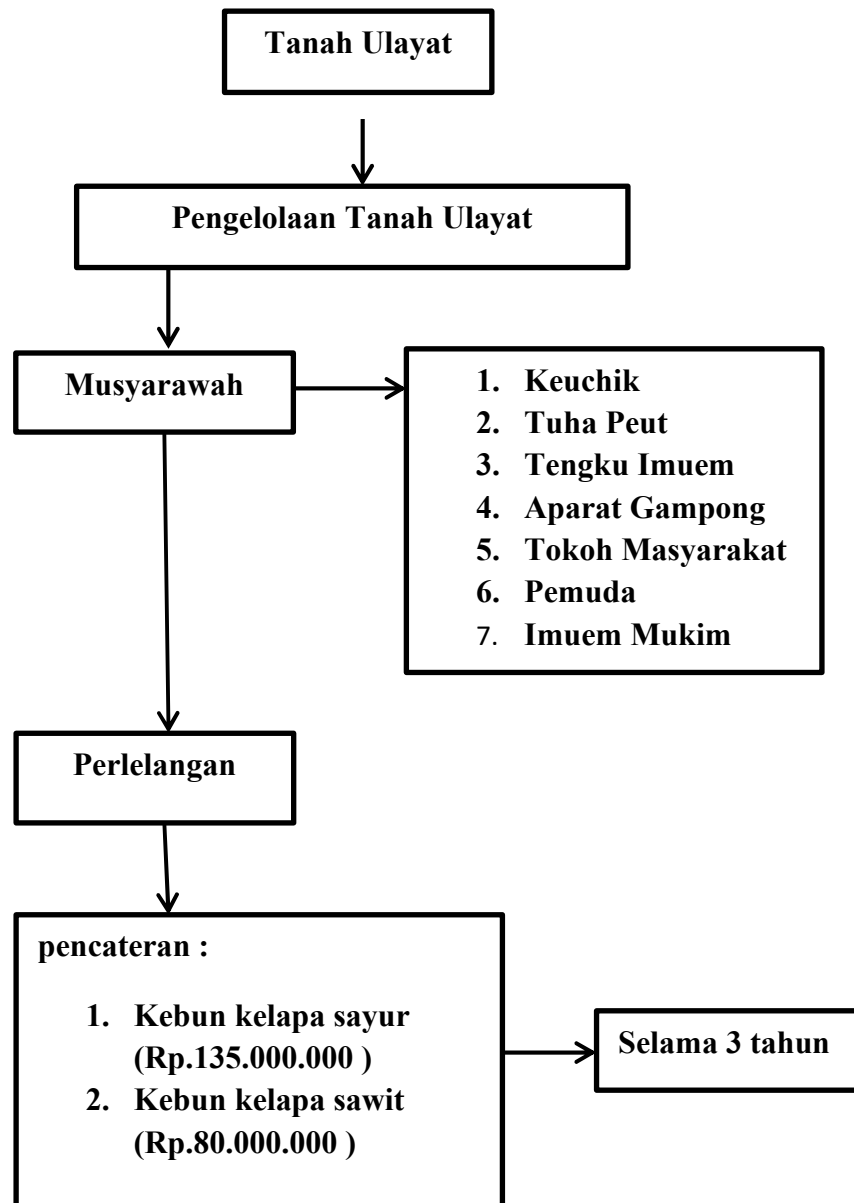 Tanah Ulayat
Pengelolaan Tanah Ulayat
Musyarawah
1. Keuchik
2. Tuha Peut
3. Tengku Imuem
4. Aparat Gampong
5. Tokoh Masyarakat
6. Pemuda
7. Imuem Mukim
Perlelangan
pencateran :
1. Kebun kelapa sayur
(Rp.135.000.000 )
2. Kebun kelapa sawit
(Rp.80.000.000 )
Selama 3 tahun